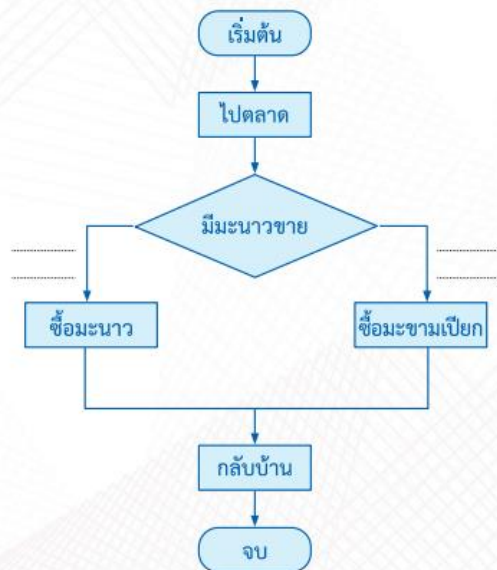 เริ่มต้น
ไปตลาด
มีมะนาวขาย
ซื้อมะนาว
ซื้อมะขามเปียก
กลับบ้าน
จบ